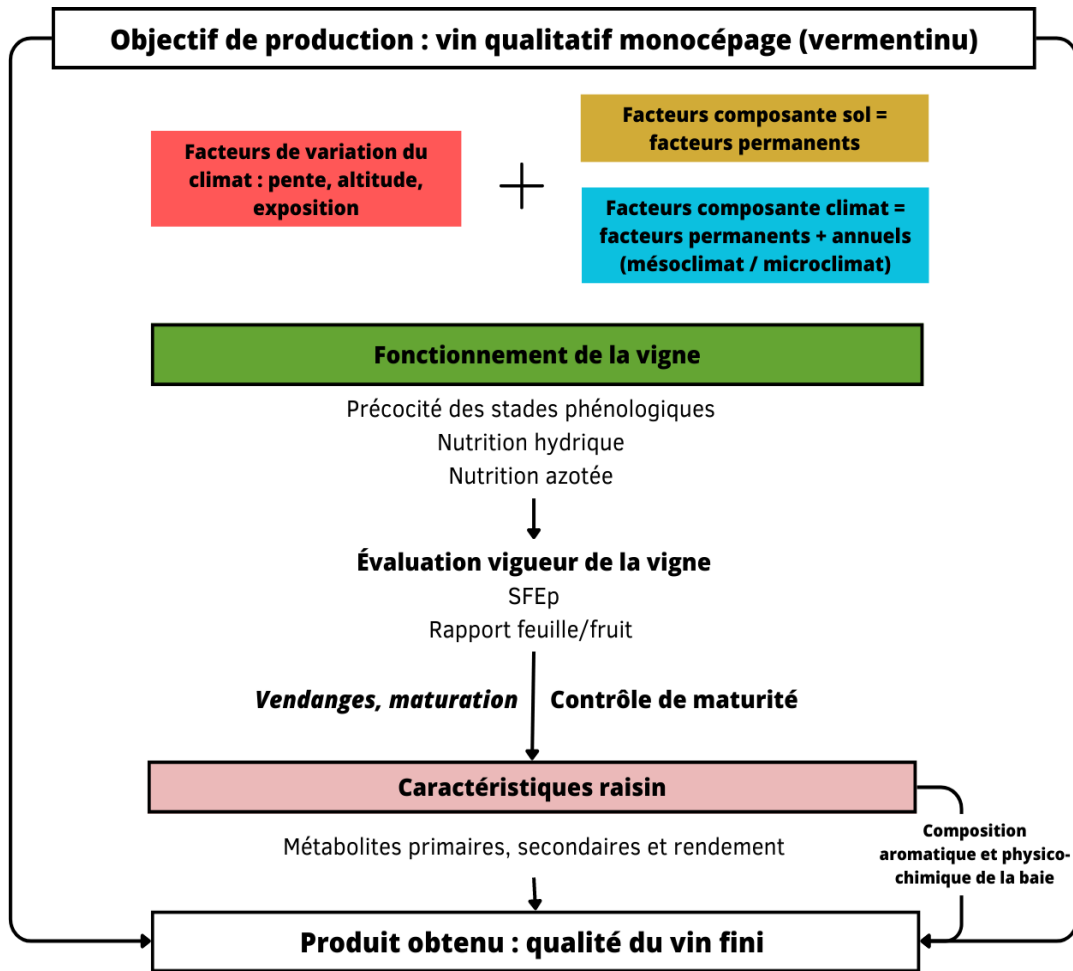 Objectif de production : vin qualitatif monocépage (vermentinu)
Facteurs de variation du
climat : pente, altitude,
exposition
Facteurs composante sol =
facteurs permanents
Facteurs composante climat =
facteurs permanents + annuels
(mésoclimat / microclimat)
Fonctionnement de la vigne
Précocité des stades phénologiques
Nutrition hydrique
Nutrition azotée
Évaluation vigueur de la vigne
SFEp
Rapport feuille/fruit
Vendanges, maturation
Contrôle de maturité
Caractéristiques raisin
Métabolites primaires, secondaires et rendement
Composition
aromatique et physico-
chimique de la baie
Produit obtenu : qualité du vin fini